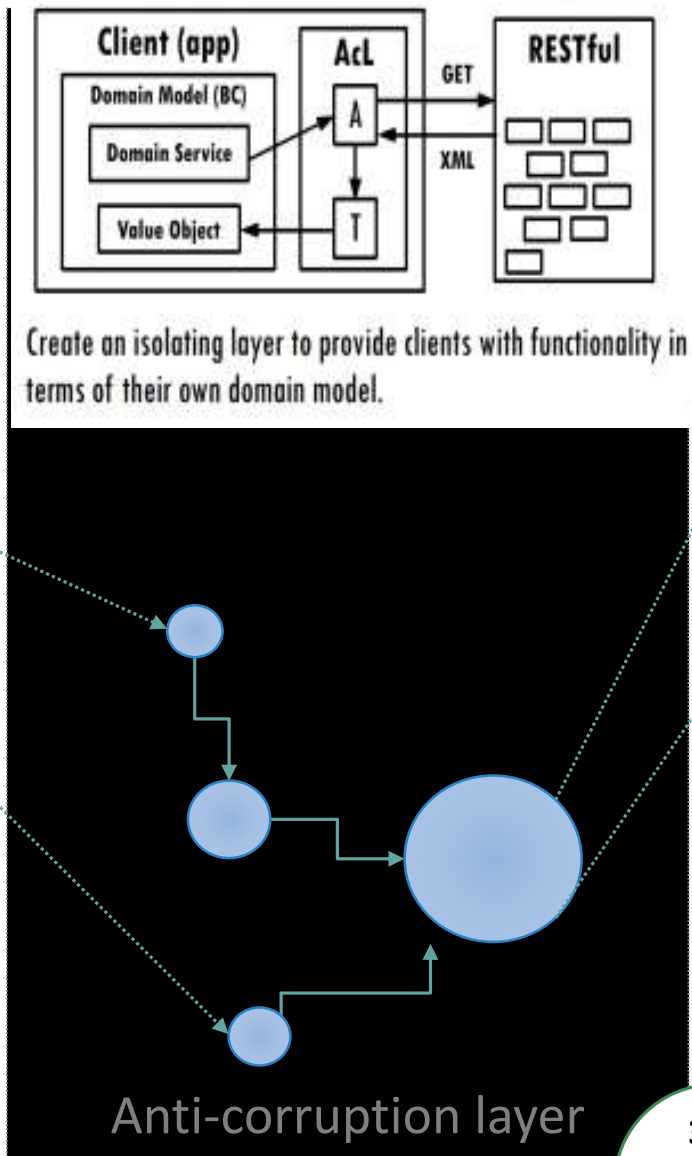 Client (app)
AcL
RESTful
Domain Model (BC)
GET
A
Domain Service
XML
Value Object
T
Create an isolating layer to provide clients with functionality in
terms of their own domain model.
Anti-corruption layer